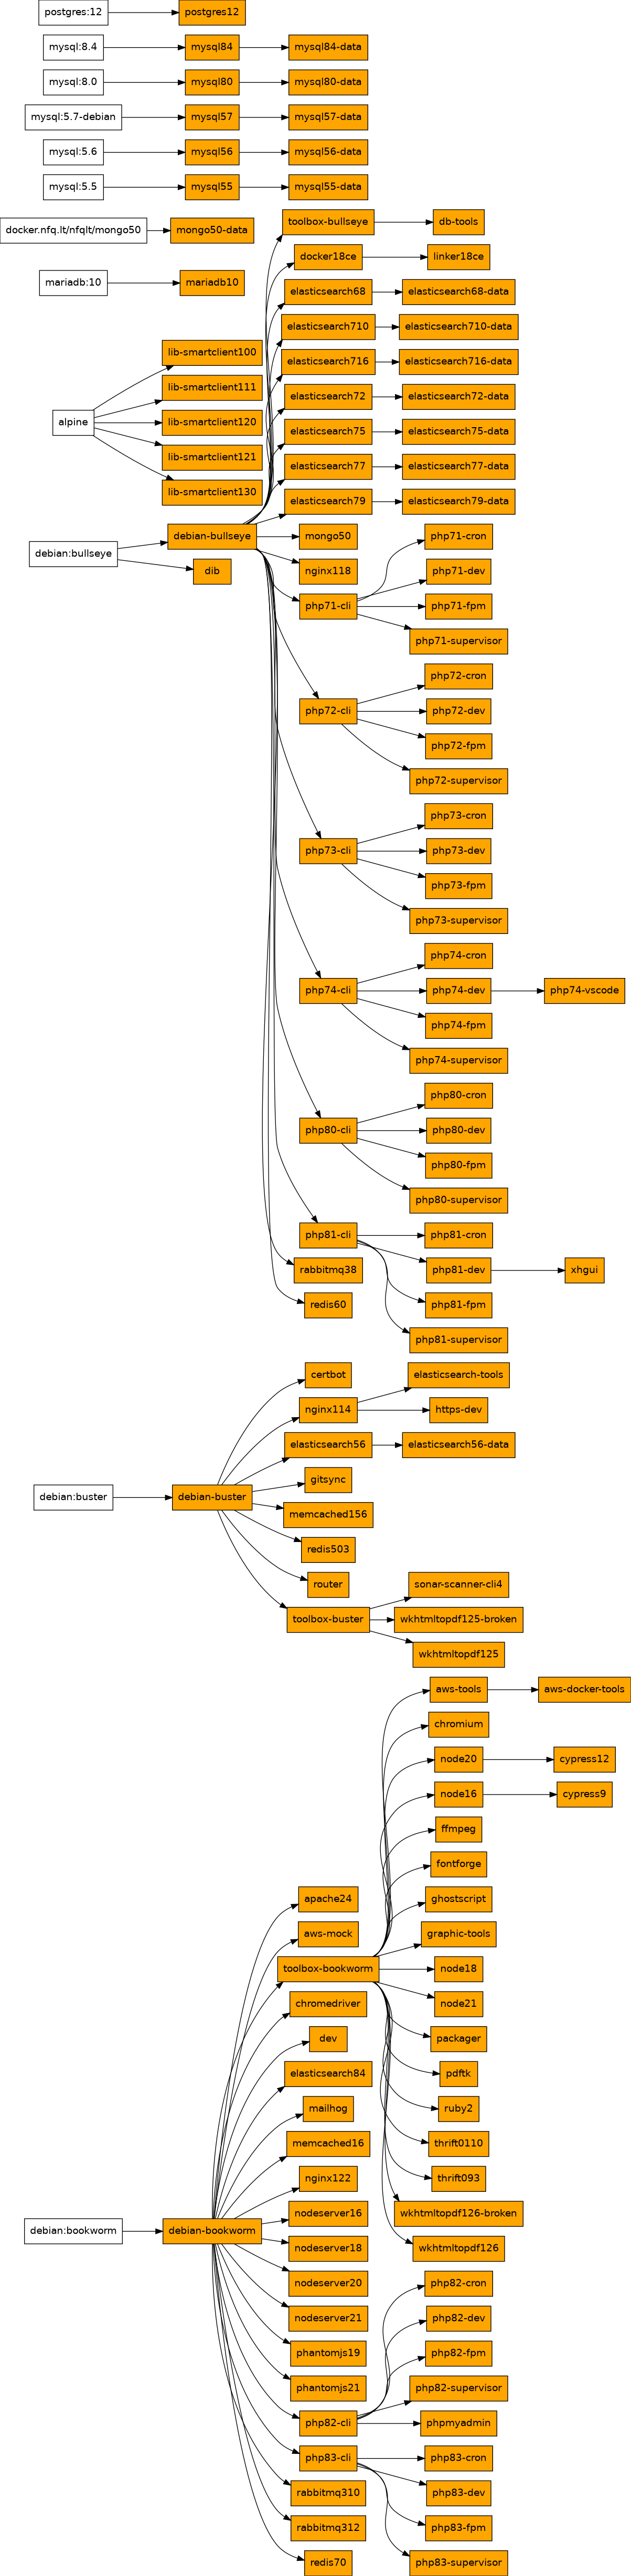 postgres:12
postgres12
mysql:8.4
mysql84
mysql84-data
mysql:8.0
mysql80
mysql80-data
mysql:5.7-debian
mysql57
mysql57-data
mysql:5.6
mysql56
mysql56-data
mysql:5.5
mysql55
mysql55-data
toolbox-bullseye
db-tools
docker.nfq.lt/nfqlt/mongo50
mongo50-data
docker18ce
linker18ce
mariadb:10
mariadb10
elasticsearch68
elasticsearch68-data
elasticsearch710
elasticsearch710-data
lib-smartclient100
elasticsearch716
elasticsearch716-data
lib-smartclient111
elasticsearch72
elasticsearch72-data
alpine
lib-smartclient120
elasticsearch75
elasticsearch75-data
lib-smartclient121
elasticsearch77
elasticsearch77-data
lib-smartclient130
elasticsearch79
elasticsearch79-data
debian:bullseye
debian-bullseye
mongo50
php71-cron
dib
nginx118
php71-dev
php71-cli
php71-fpm
php71-supervisor
php72-cron
php72-cli
php72-dev
php72-fpm
php72-supervisor
php73-cron
php73-cli
php73-dev
php73-fpm
php73-supervisor
php74-cron
php74-cli
php74-dev
php74-vscode
php74-fpm
php74-supervisor
php80-cron
php80-cli
php80-dev
php80-fpm
php80-supervisor
php81-cli
php81-cron
rabbitmq38
php81-dev
xhgui
redis60
php81-fpm
php81-supervisor
certbot
elasticsearch-tools
nginx114
https-dev
elasticsearch56
elasticsearch56-data
gitsync
debian:buster
debian-buster
memcached156
redis503
router
sonar-scanner-cli4
toolbox-buster
wkhtmltopdf125-broken
wkhtmltopdf125
aws-tools
aws-docker-tools
chromium
node20
cypress12
node16
cypress9
ffmpeg
fontforge
apache24
ghostscript
aws-mock
graphic-tools
toolbox-bookworm
node18
chromedriver
node21
dev
packager
elasticsearch84
pdftk
mailhog
ruby2
memcached16
thrift0110
nginx122
thrift093
nodeserver16
wkhtmltopdf126-broken
debian:bookworm
debian-bookworm
nodeserver18
wkhtmltopdf126
nodeserver20
php82-cron
nodeserver21
php82-dev
phantomjs19
php82-fpm
phantomjs21
php82-supervisor
php82-cli
phpmyadmin
php83-cli
php83-cron
rabbitmq310
php83-dev
rabbitmq312
php83-fpm
redis70
php83-supervisor